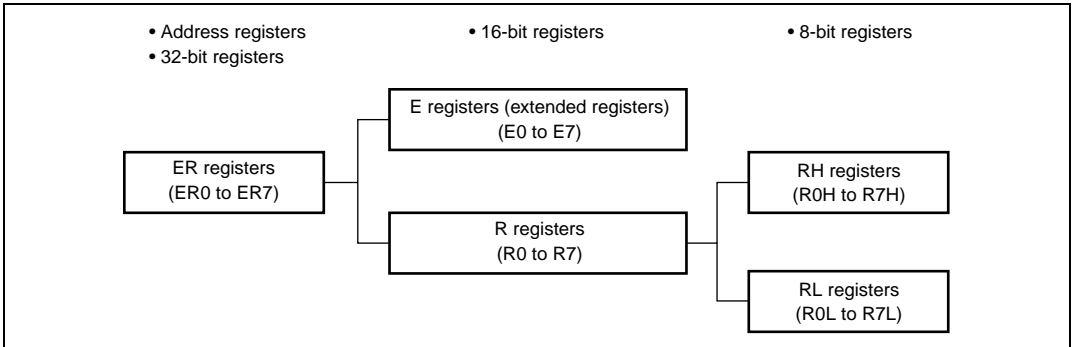 • Address registers
• 32-bit registers
• 16-bit registers
• 8-bit registers
E registers (extended registers)
(E0 to E7)
ER registers
(ER0 to ER7)
RH registers
(R0H to R7H)
R registers
(R0 to R7)
RL registers
(R0L to R7L)